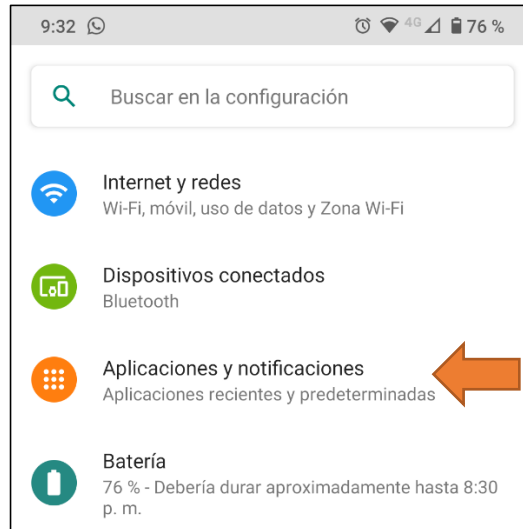 9:32 4G 76 %
Buscar en la configuración
Internet y redes
Wi-Fi, móvil, uso de datos y Zona Wi-Fi
Dispositivos conectados
Bluetooth
Aplicaciones y notificaciones
Aplicaciones recientes y predeterminadas
Batería
76 % - Debería durar aproximadamente hasta 8:30
p. m.